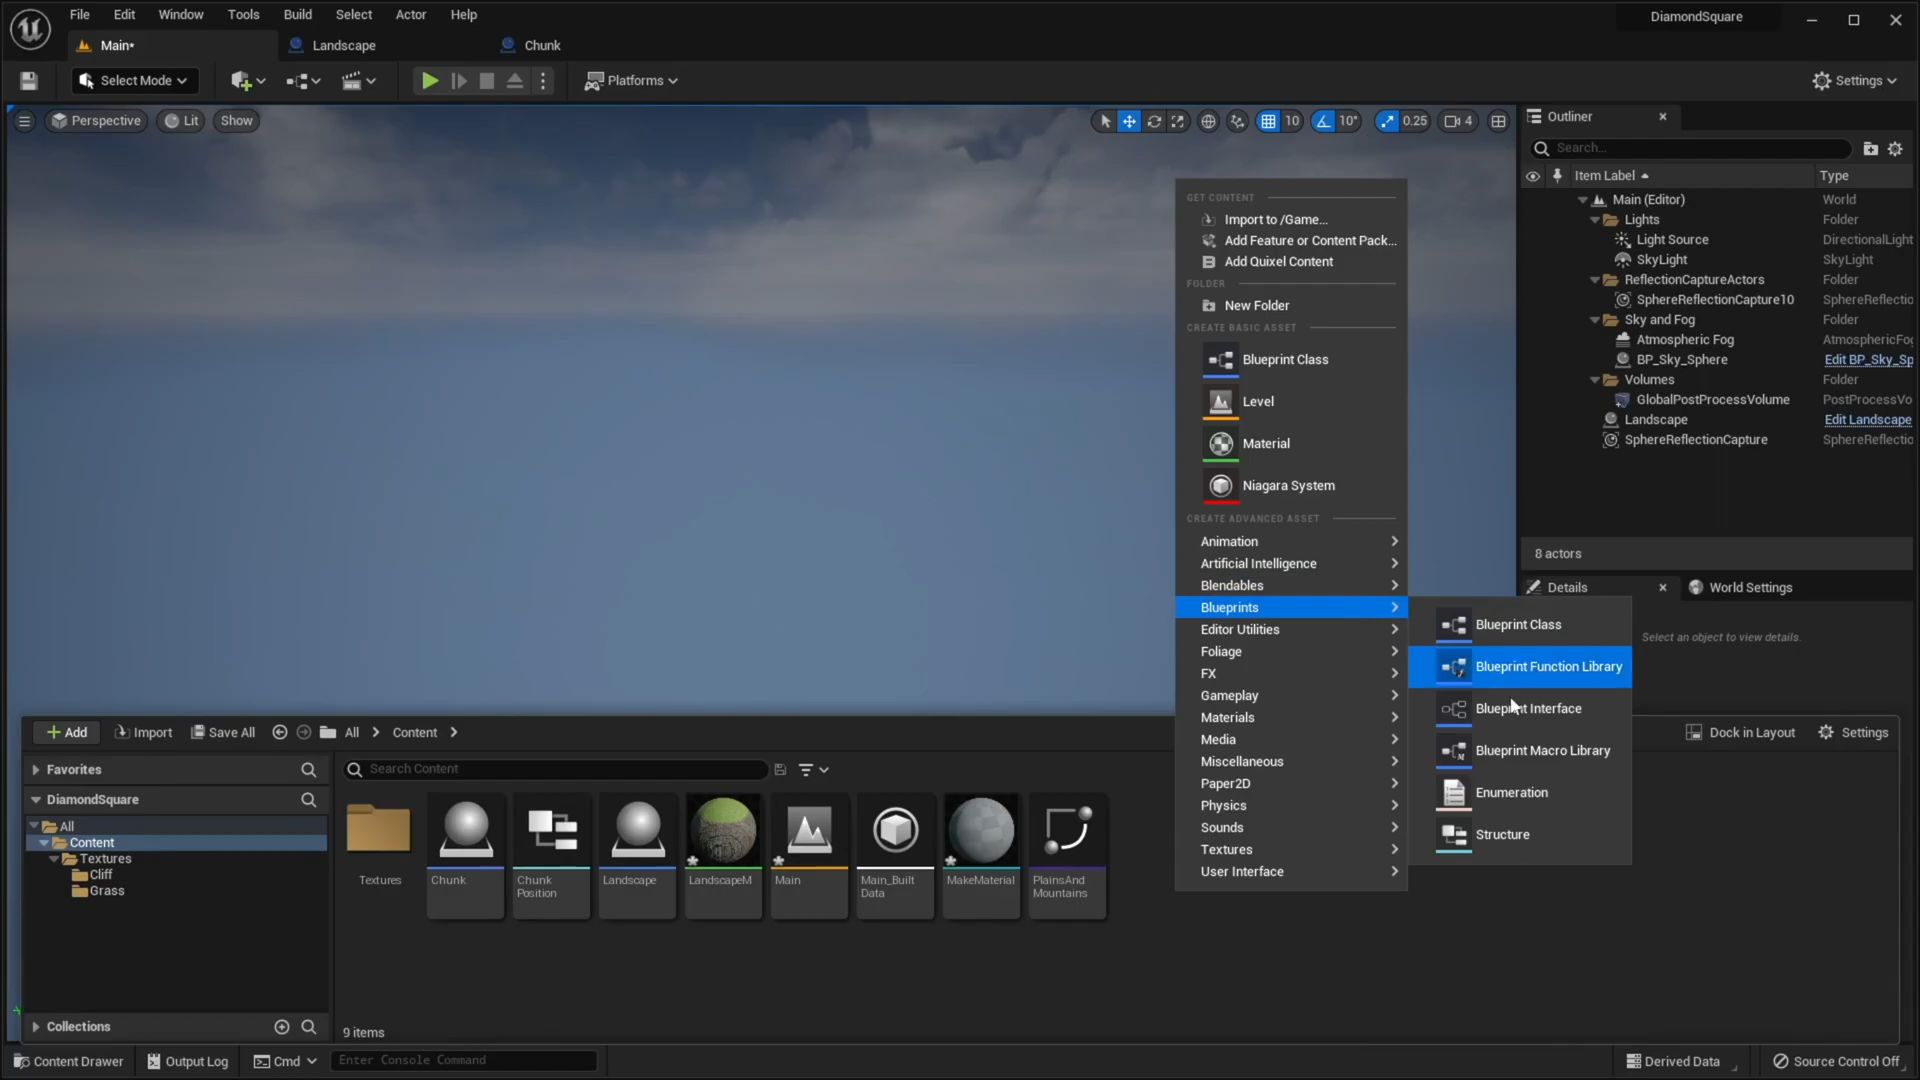 File Edit Window Tools Build Select Actor Help
DiamondSquare
Main* Landscape Chunk
Select Mode Platforms Settings
Perspective Lit Show 10 10° 0.25 4
Outliner
Search...
Item Label Type
Main (Editor) World
Lights Folder
Light Source DirectionalLight
SkyLight SkyLight
ReflectionCaptureActors Folder
SphereReflectionCapture10 SphereReflectio
Sky and Fog Folder
Atmospheric Fog AtmosphericFog
BP_Sky_Sphere Edit BP_Sky_Sp
Volumes Folder
GlobalPostProcessVolume PostProcessVo
Landscape Edit Landscape
SphereReflectionCapture SphereReflectio
8 actors
Details World Settings
Select an object to view details.
GET CONTENT
Import to /Game...
Add Feature or Content Pack...
Add Quixel Content
FOLDER
New Folder
CREATE BASIC ASSET
Blueprint Class
Level
Material
Niagara System
CREATE ADVANCED ASSET
Animation
Artificial Intelligence
Blendables
Blueprints
Editor Utilities
Foliage
FX
Gameplay
Materials
Media
Miscellaneous
Paper2D
Physics
Sounds
Textures
User Interface
Blueprint Class
Blueprint Function Library
Blueprint Interface
Blueprint Macro Library
Enumeration
Structure
Add Import Save All All Content Dock in Layout Settings
Favorites
Search Content
DiamondSquare
All
Content
Textures
Cliff
Grass
Collections
Textures
Chunk
Chunk
Position
Landscape
LandscapeM
Main
Main_Built
Data
MakeMaterial
PlainsAnd
Mountains
9 items
Content Drawer Output Log Cmd Enter Console Command Derived Data Source Control Off